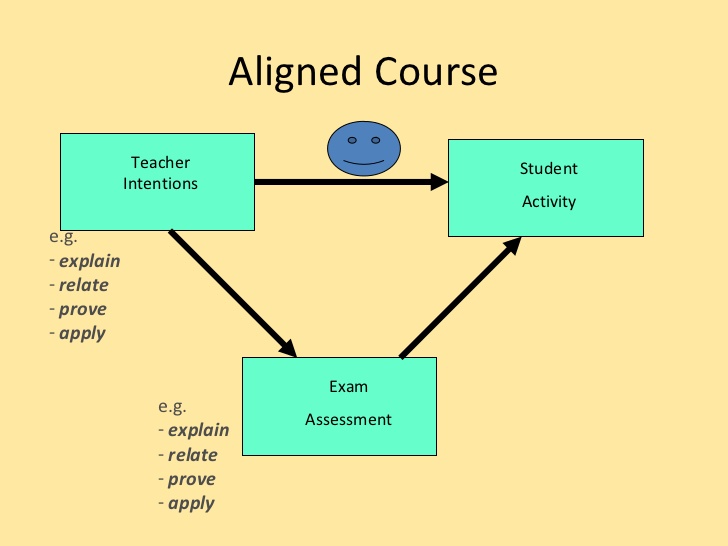 Aligned Course
Teacher
Intentions
Student
Activity
e.g.
- explain
- relate
- prove
- apply
Exam
Assessment
e.g.
- explain
- relate
- prove
- apply